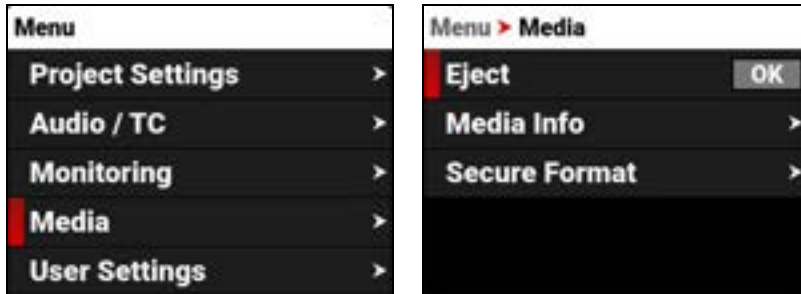 Menu
Project Settings
Audio / TC
Monitoring
Media
User Settings
Menu > Media
Eject OK
Media Info
Secure Format